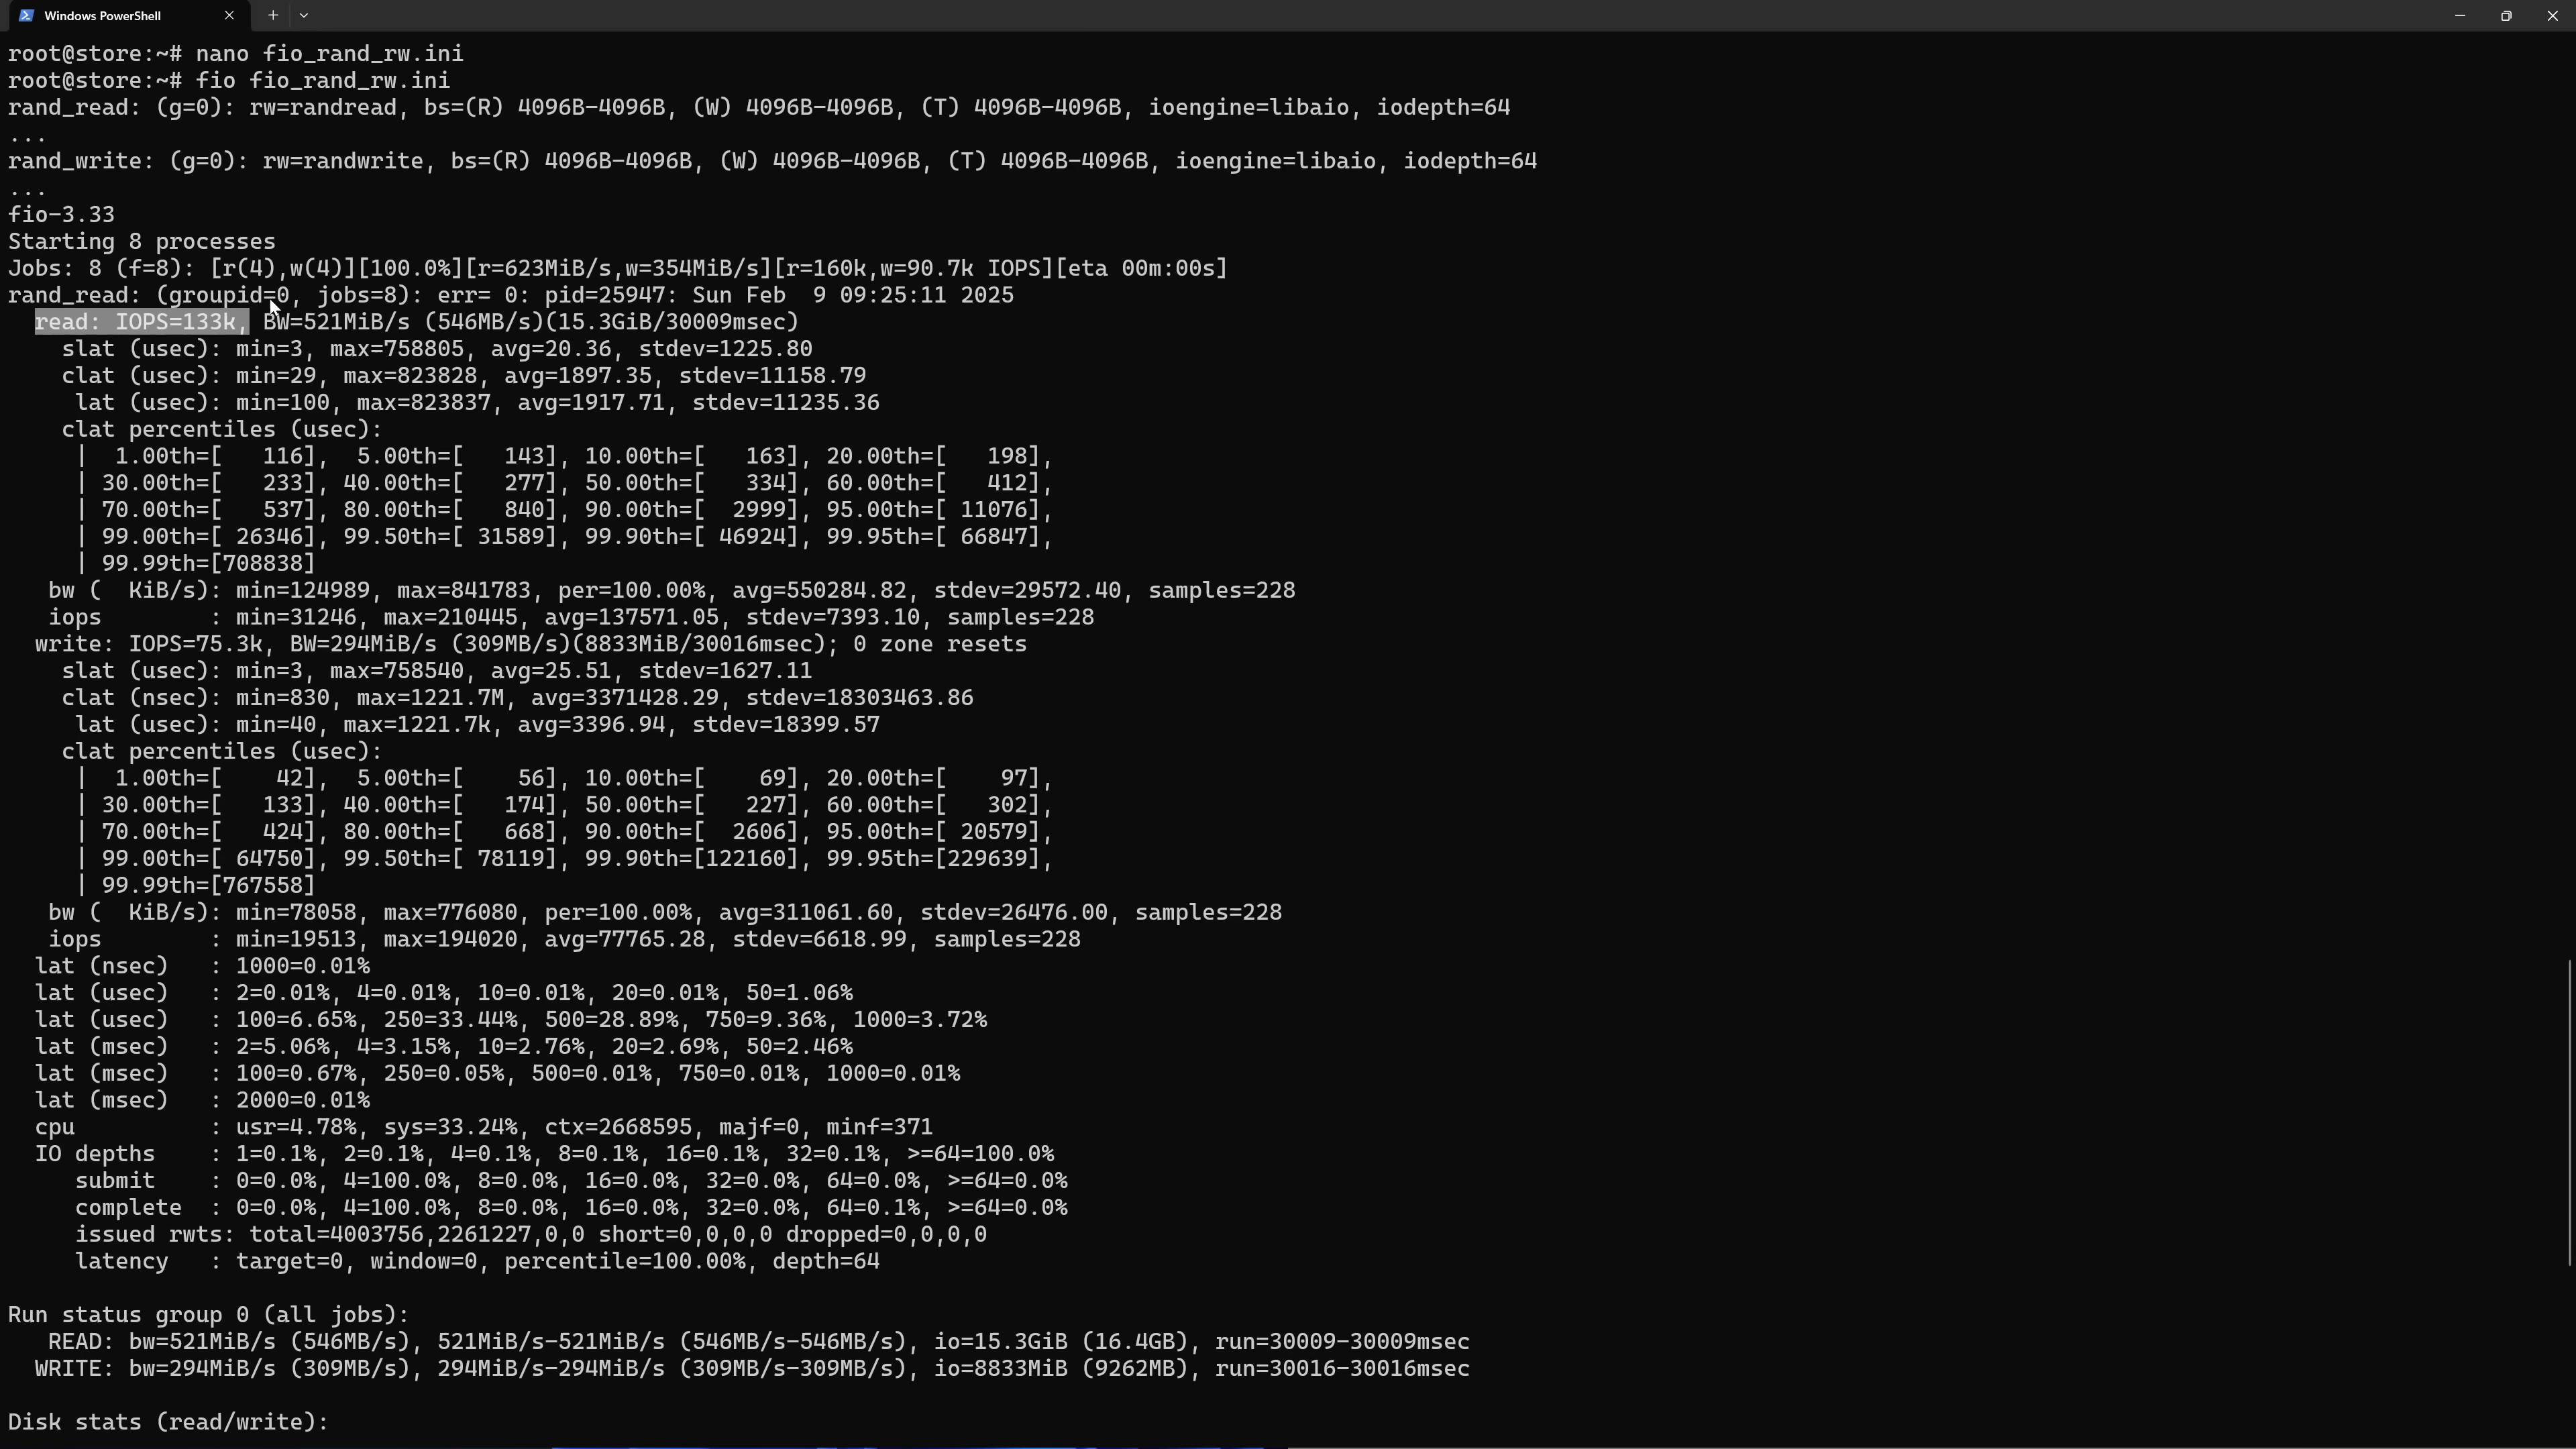 Windows PowerShell
root@store:~# nano fio_rand_rw.ini
root@store:~# fio fio_rand_rw.ini
rand_read: (g=0): rw=randread, bs=(R) 4096B-4096B, (W) 4096B-4096B, (T) 4096B-4096B, ioengine=libaio, iodepth=64
...
rand_write: (g=0): rw=randwrite, bs=(R) 4096B-4096B, (W) 4096B-4096B, (T) 4096B-4096B, ioengine=libaio, iodepth=64
...
fio-3.33
Starting 8 processes
Jobs: 8 (f=8): [r(4),w(4)][100.0%][r=623MiB/s,w=354MiB/s][r=160k,w=90.7k IOPS][eta 00m:00s]
rand_read: (groupid=0, jobs=8): err= 0: pid=25947: Sun Feb  9 09:25:11 2025
  read: IOPS=133k, BW=521MiB/s (546MB/s)(15.3GiB/30009msec)
    slat (usec): min=3, max=758805, avg=20.36, stdev=1225.80
    clat (usec): min=29, max=823828, avg=1897.35, stdev=11158.79
     lat (usec): min=100, max=823837, avg=1917.71, stdev=11235.36
    clat percentiles (usec):
     |  1.00th=[   116],  5.00th=[   143], 10.00th=[   163], 20.00th=[   198],
     | 30.00th=[   233], 40.00th=[   277], 50.00th=[   334], 60.00th=[   412],
     | 70.00th=[   537], 80.00th=[   840], 90.00th=[  2999], 95.00th=[ 11076],
     | 99.00th=[ 26346], 99.50th=[ 31589], 99.90th=[ 46924], 99.95th=[ 66847],
     | 99.99th=[708838]
   bw (  KiB/s): min=124989, max=841783, per=100.00%, avg=550284.82, stdev=29572.40, samples=228
   iops        : min=31246, max=210445, avg=137571.05, stdev=7393.10, samples=228
  write: IOPS=75.3k, BW=294MiB/s (309MB/s)(8833MiB/30016msec); 0 zone resets
    slat (usec): min=3, max=758540, avg=25.51, stdev=1627.11
    clat (nsec): min=830, max=1221.7M, avg=3371428.29, stdev=18303463.86
     lat (usec): min=40, max=1221.7k, avg=3396.94, stdev=18399.57
    clat percentiles (usec):
     |  1.00th=[    42],  5.00th=[    56], 10.00th=[    69], 20.00th=[    97],
     | 30.00th=[   133], 40.00th=[   174], 50.00th=[   227], 60.00th=[   302],
     | 70.00th=[   424], 80.00th=[   668], 90.00th=[  2606], 95.00th=[ 20579],
     | 99.00th=[ 64750], 99.50th=[ 78119], 99.90th=[122160], 99.95th=[229639],
     | 99.99th=[767558]
   bw (  KiB/s): min=78058, max=776080, per=100.00%, avg=311061.60, stdev=26476.00, samples=228
   iops        : min=19513, max=194020, avg=77765.28, stdev=6618.99, samples=228
  lat (nsec)   : 1000=0.01%
  lat (usec)   : 2=0.01%, 4=0.01%, 10=0.01%, 20=0.01%, 50=1.06%
  lat (usec)   : 100=6.65%, 250=33.44%, 500=28.89%, 750=9.36%, 1000=3.72%
  lat (msec)   : 2=5.06%, 4=3.15%, 10=2.76%, 20=2.69%, 50=2.46%
  lat (msec)   : 100=0.67%, 250=0.05%, 500=0.01%, 750=0.01%, 1000=0.01%
  lat (msec)   : 2000=0.01%
  cpu          : usr=4.78%, sys=33.24%, ctx=2668595, majf=0, minf=371
  IO depths    : 1=0.1%, 2=0.1%, 4=0.1%, 8=0.1%, 16=0.1%, 32=0.1%, >=64=100.0%
     submit    : 0=0.0%, 4=100.0%, 8=0.0%, 16=0.0%, 32=0.0%, 64=0.0%, >=64=0.0%
     complete  : 0=0.0%, 4=100.0%, 8=0.0%, 16=0.0%, 32=0.0%, 64=0.1%, >=64=0.0%
     issued rwts: total=4003756,2261227,0,0 short=0,0,0,0 dropped=0,0,0,0
     latency   : target=0, window=0, percentile=100.00%, depth=64
Run status group 0 (all jobs):
   READ: bw=521MiB/s (546MB/s), 521MiB/s-521MiB/s (546MB/s-546MB/s), io=15.3GiB (16.4GB), run=30009-30009msec
  WRITE: bw=294MiB/s (309MB/s), 294MiB/s-294MiB/s (309MB/s-309MB/s), io=8833MiB (9262MB), run=30016-30016msec
Disk stats (read/write):